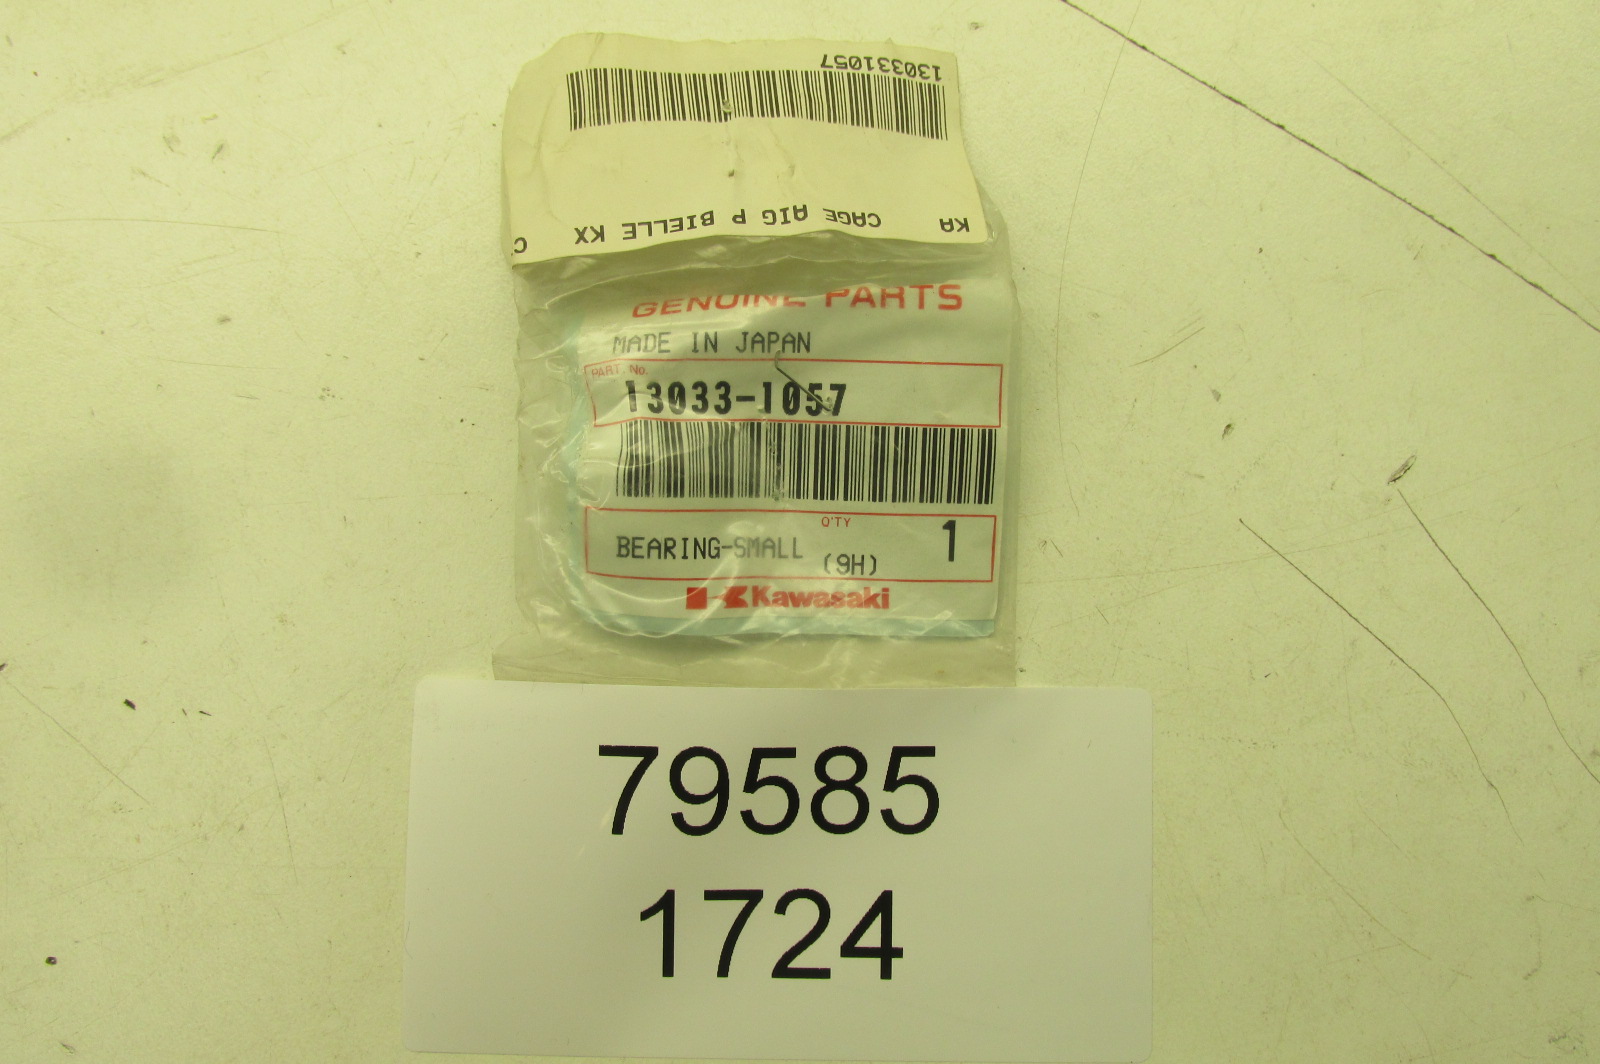 130331057
KA CAGE AIG P BIELLE KX
GENUINE PARTS
MADE IN JAPAN
PART. No.
13033-1057
Q'TY
BEARING-SMALL (9H) 1
Kawasaki
79585
1724